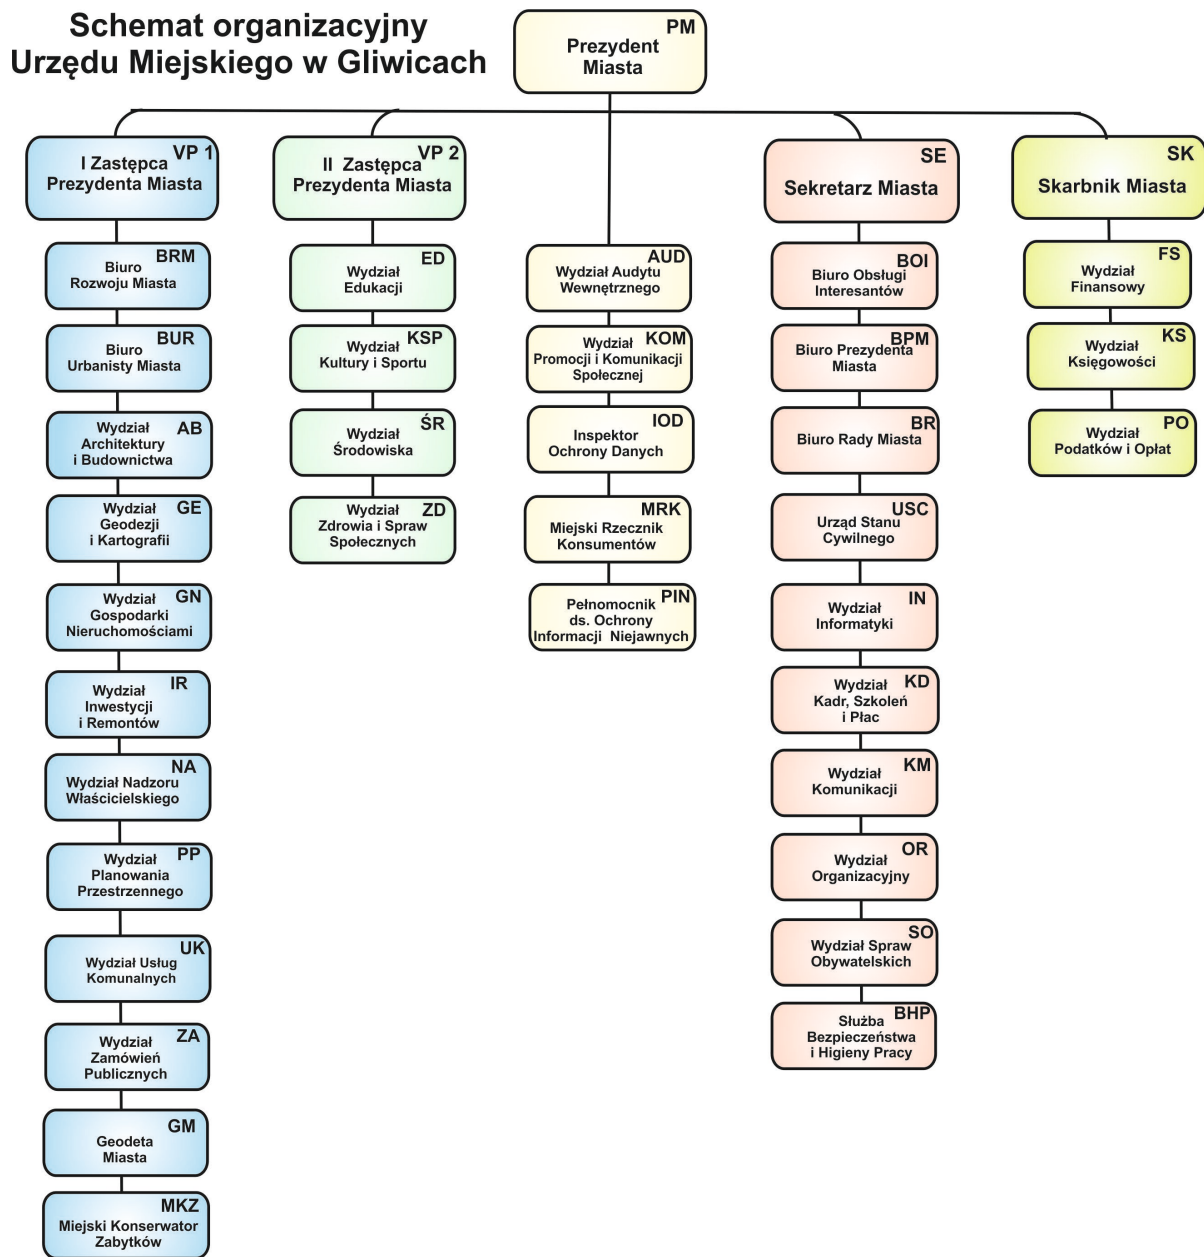 Schemat organizacyjny
Urzędu Miejskiego w Gliwicach
PM
Prezydent
Miasta
VP 1
I Zastępca
Prezydenta Miasta
BRM
Biuro
Rozwoju Miasta
BUR
Biuro
Urbanisty Miasta
AB
Wydział
Architektury
i Budownictwa
GE
Wydział
Geodezji
i Kartografii
GN
Wydział
Gospodarki
Nieruchomościami
IR
Wydział
Inwestycji
i Remontów
NA
Wydział Nadzoru
Właścicielskiego
PP
Wydział
Planowania
Przestrzennego
UK
Wydział Usług
Komunalnych
ZA
Wydział
Zamówień
Publicznych
GM
Geodeta
Miasta
MKZ
Miejski Konserwator
Zabytków
VP 2
II Zastępca
Prezydenta Miasta
ED
Wydział
Edukacji
KSP
Wydział
Kultury i Sportu
ŚR
Wydział
Środowiska
ZD
Wydział
Zdrowia i Spraw
Społecznych
AUD
Wydział Audytu
Wewnętrznego
KOM
Wydział
Promocji i Komunikacji
Społecznej
IOD
Inspektor
Ochrony Danych
MRK
Miejski Rzecznik
Konsumentów
PIN
Pełnomocnik
ds. Ochrony
Informacji Niejawnych
SE
Sekretarz Miasta
BOI
Biuro Obsługi
Interesantów
BPM
Biuro Prezydenta
Miasta
BR
Biuro Rady Miasta
USC
Urząd Stanu
Cywilnego
IN
Wydział
Informatyki
KD
Wydział
Kadr, Szkoleń
i Płac
KM
Wydział
Komunikacji
OR
Wydział
Organizacyjny
SO
Wydział Spraw
Obywatelskich
BHP
Służba
Bezpieczeństwa
i Higieny Pracy
SK
Skarbnik Miasta
FS
Wydział
Finansowy
KS
Wydział
Księgowości
PO
Wydział
Podatków i Opłat